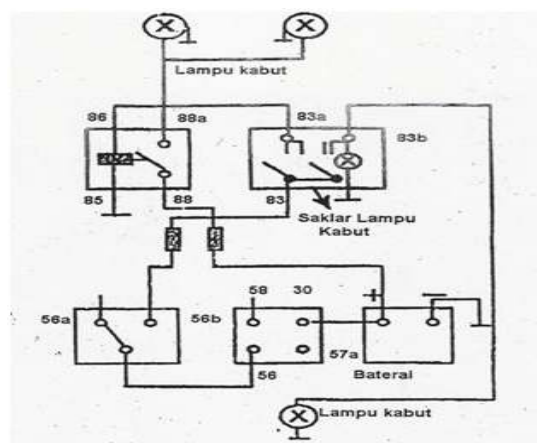 Lampu kabut
86 88a 83a
83b
85 88 83
Saklar Lampu
Kabut
58 30
56a 56b
+ −
56 57a
Bateral
Lampu kabut